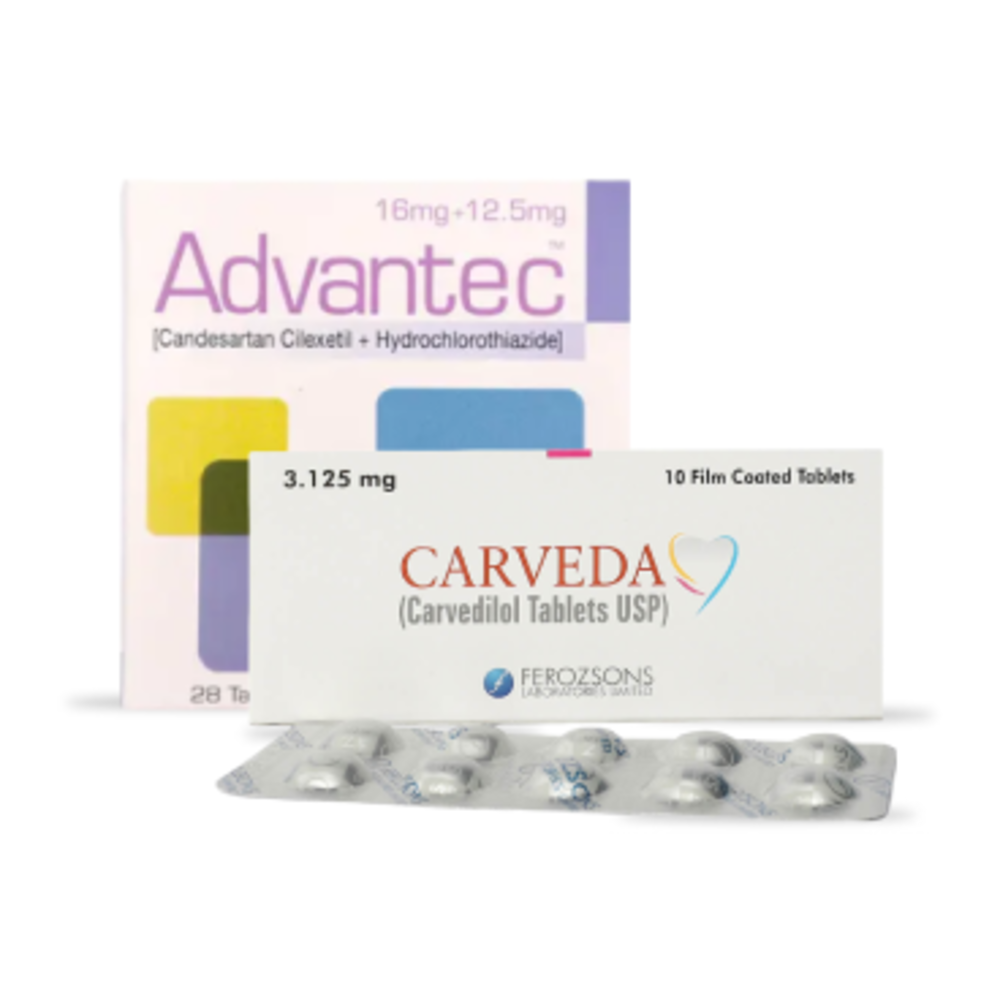 16mg+12.5mg
Advantec™
[Candesartan Cilexetil + Hydrochlorothiazide]
3.125 mg
10 Film Coated Tablets
CARVEDA
(Carvedilol Tablets USP)
FEROZSONS
LABORATORIES LIMITED
28 Ta